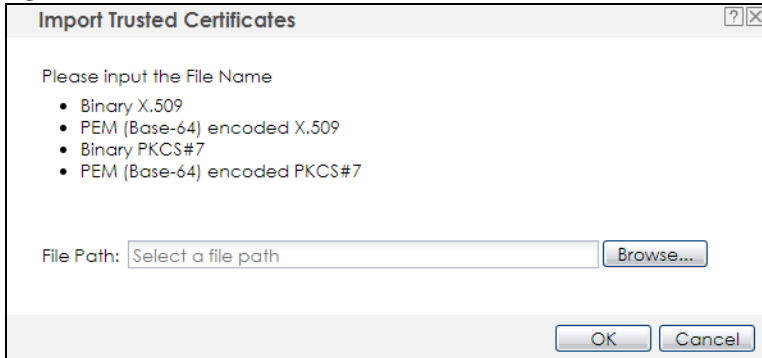 Import Trusted Certificates
Please input the File Name
• Binary X.509
• PEM (Base-64) encoded X.509
• Binary PKCS#7
• PEM (Base-64) encoded PKCS#7
File Path: Select a file path Browse...
OK Cancel